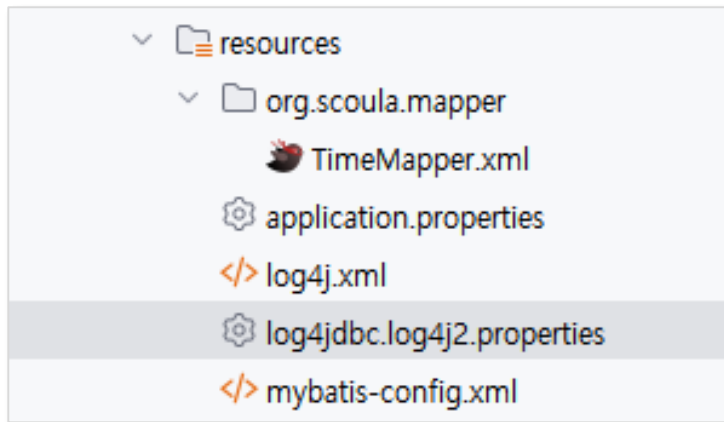 resources
org.scoula.mapper
TimeMapper.xml
application.properties
log4j.xml
log4jdbc.log4j2.properties
mybatis-config.xml